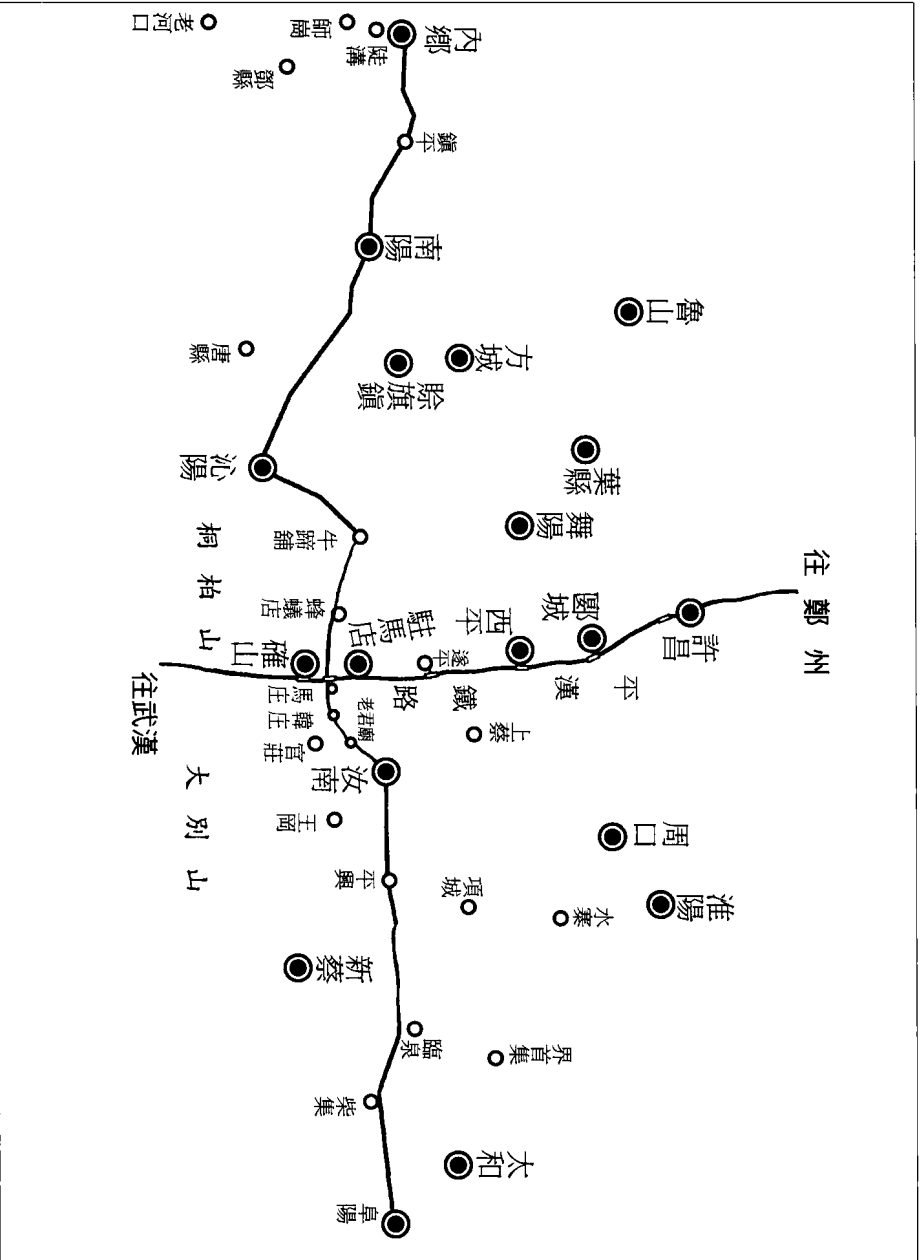 內鄉
陡溝
師崗
老河口
鄧縣
鎮平
南陽
唐縣
魯山
方城
賒旗鎮
葉縣
舞陽
沁陽
牛蹄舖
桐柏山
蜂蟻店
駐馬店
確山
西平
遂平
郾城
許昌
往鄭州
平漢鐵路
往武漢
馬庄
韓庄
老君廟
官莊
上蔡
汝南
大別山
王岡
平興
項城
周口
水寨
淮陽
新蔡
臨泉
界首集
柴集
太和
阜陽